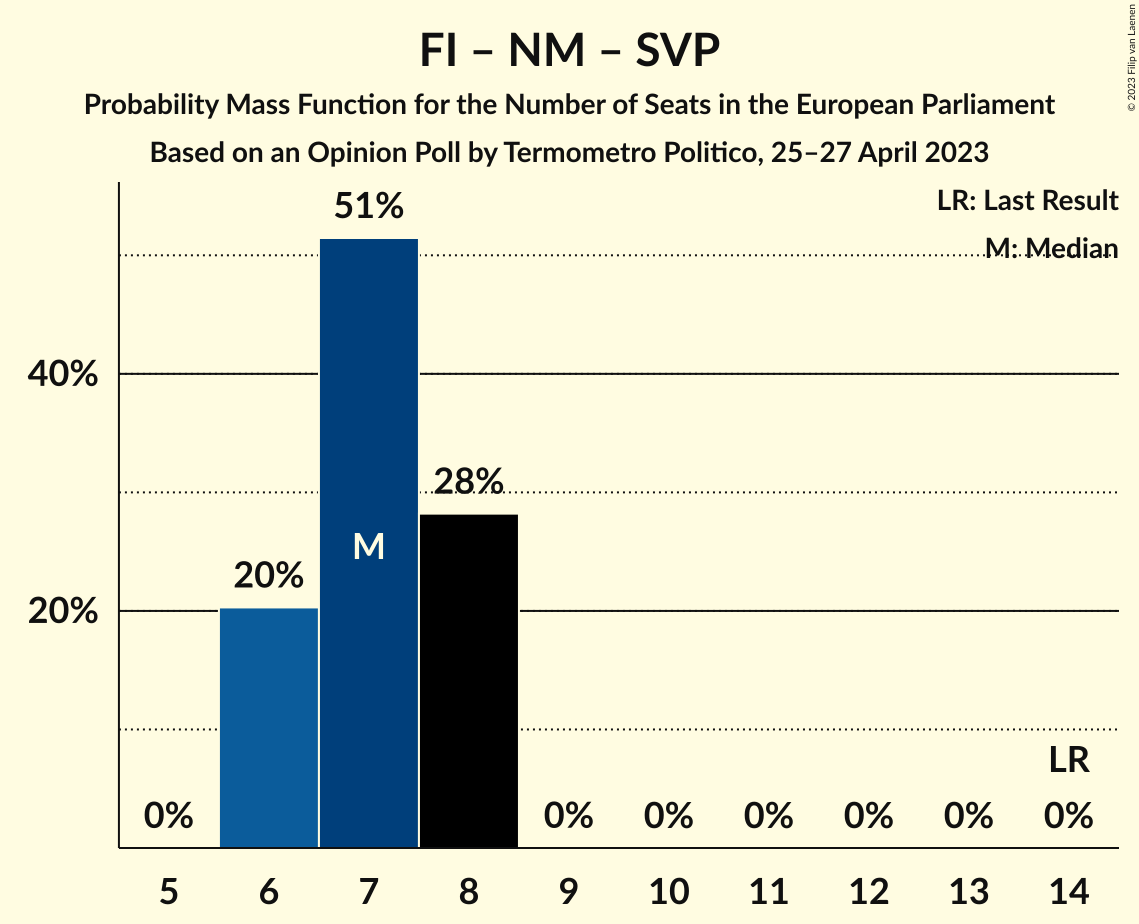 FI – NM – SVP
Probability Mass Function for the Number of Seats in the European Parliament
Based on an Opinion Poll by Termometro Politico, 25–27 April 2023
© 2023 Filip van Laenen
LR: Last Result
M: Median
51%
40%
28%
M
20%
20%
LR
0%
0%
0%
0%
0%
0%
0%
5
6
7
8
9
10
11
12
13
14